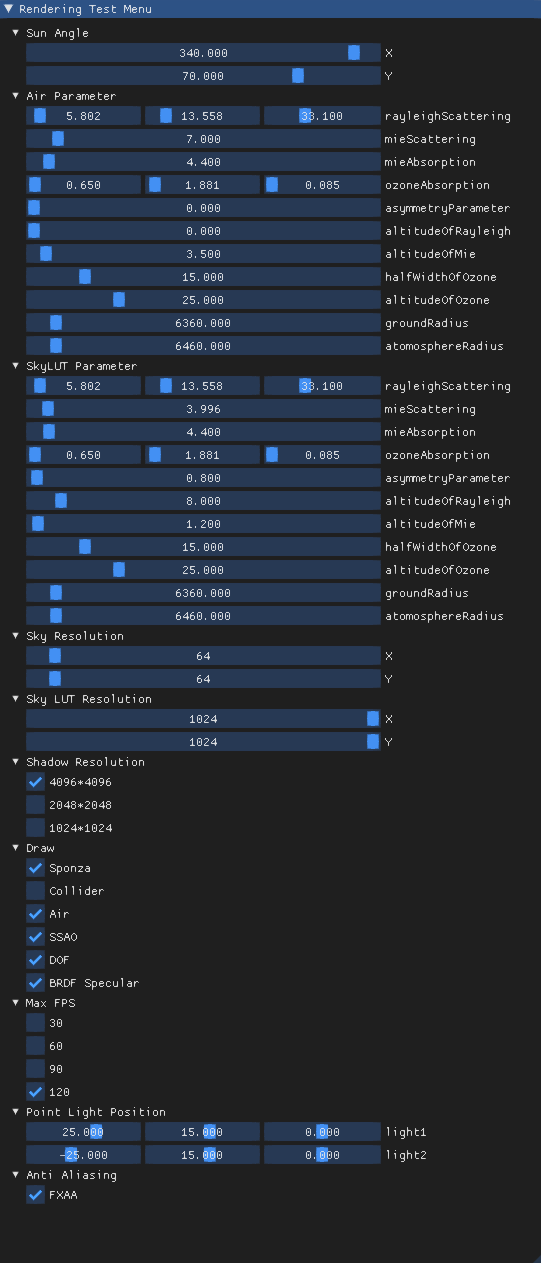 Rendering Test Menu
Sun Angle
340.000 X
70.000 Y
Air Parameter
5.802 13.558 33.100 rayleighScattering
7.000 mieScattering
4.400 mieAbsorption
0.650 1.881 0.085 ozoneAbsorption
0.000 asymmetryParameter
0.000 altitudeOfRayleigh
3.500 altitudeOfMie
15.000 halfWidthOfOzone
25.000 altitudeOfOzone
6360.000 groundRadius
6460.000 atomosphereRadius
SkyLUT Parameter
5.802 13.558 33.100 rayleighScattering
3.996 mieScattering
4.400 mieAbsorption
0.650 1.881 0.085 ozoneAbsorption
0.800 asymmetryParameter
8.000 altitudeOfRayleigh
1.200 altitudeOfMie
15.000 halfWidthOfOzone
25.000 altitudeOfOzone
6360.000 groundRadius
6460.000 atomosphereRadius
Sky Resolution
64 X
64 Y
Sky LUT Resolution
1024 X
1024 Y
Shadow Resolution
4096*4096
2048*2048
1024*1024
Draw
Sponza
Collider
Air
SSAO
DOF
BRDF Specular
Max FPS
30
60
90
120
Point Light Position
25.000 15.000 0.000 light1
-25.000 15.000 0.000 light2
Anti Aliasing
FXAA